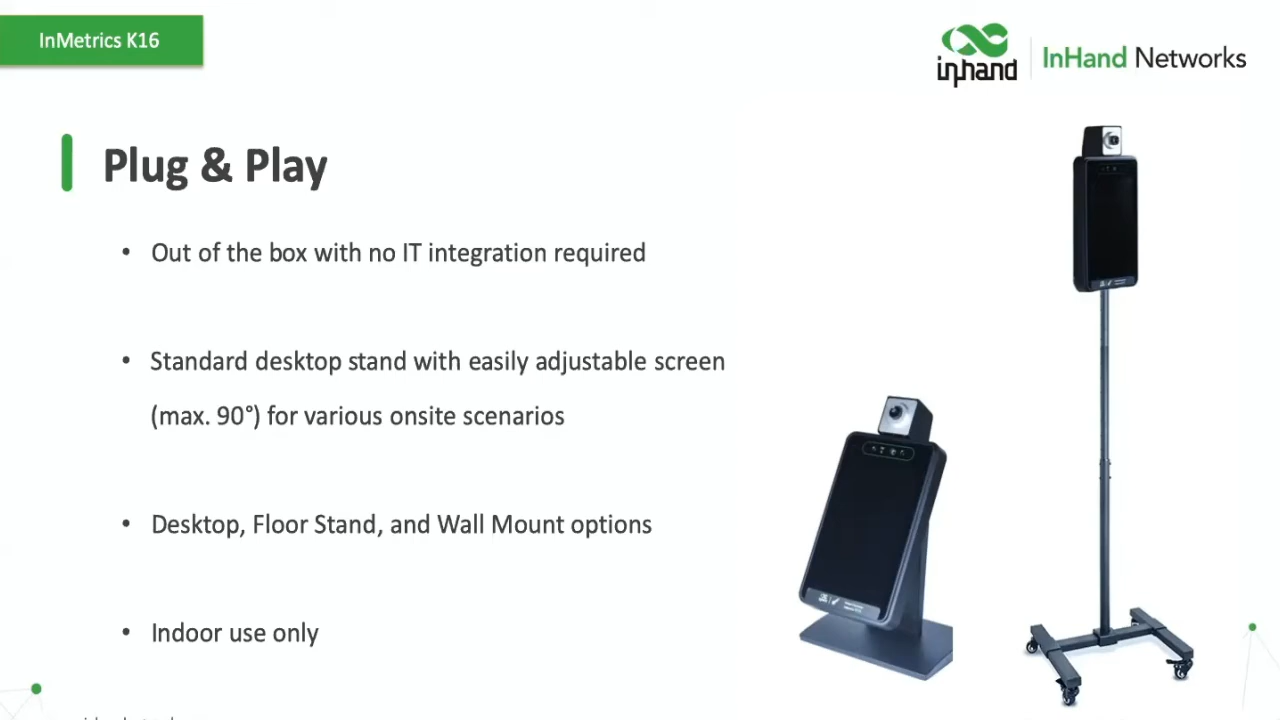 InMetrics K16
inhand
InHand Networks
Plug & Play
• Out of the box with no IT integration required
• Standard desktop stand with easily adjustable screen
(max. 90°) for various onsite scenarios
• Desktop, Floor Stand, and Wall Mount options
• Indoor use only